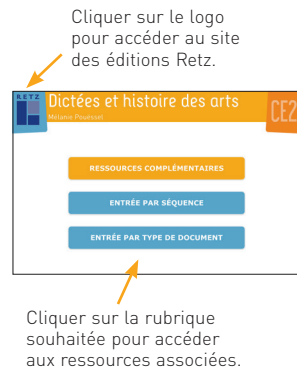 Cliquer sur le logo
pour accéder au site
des éditions Retz.
RETZ
Dictées et histoire des arts
CE2
Mélanie Pouessel
RESSOURCES COMPLÉMENTAIRES
ENTRÉE PAR SÉQUENCE
ENTRÉE PAR TYPE DE DOCUMENT
Cliquer sur la rubrique
souhaitée pour accéder
aux ressources associées.